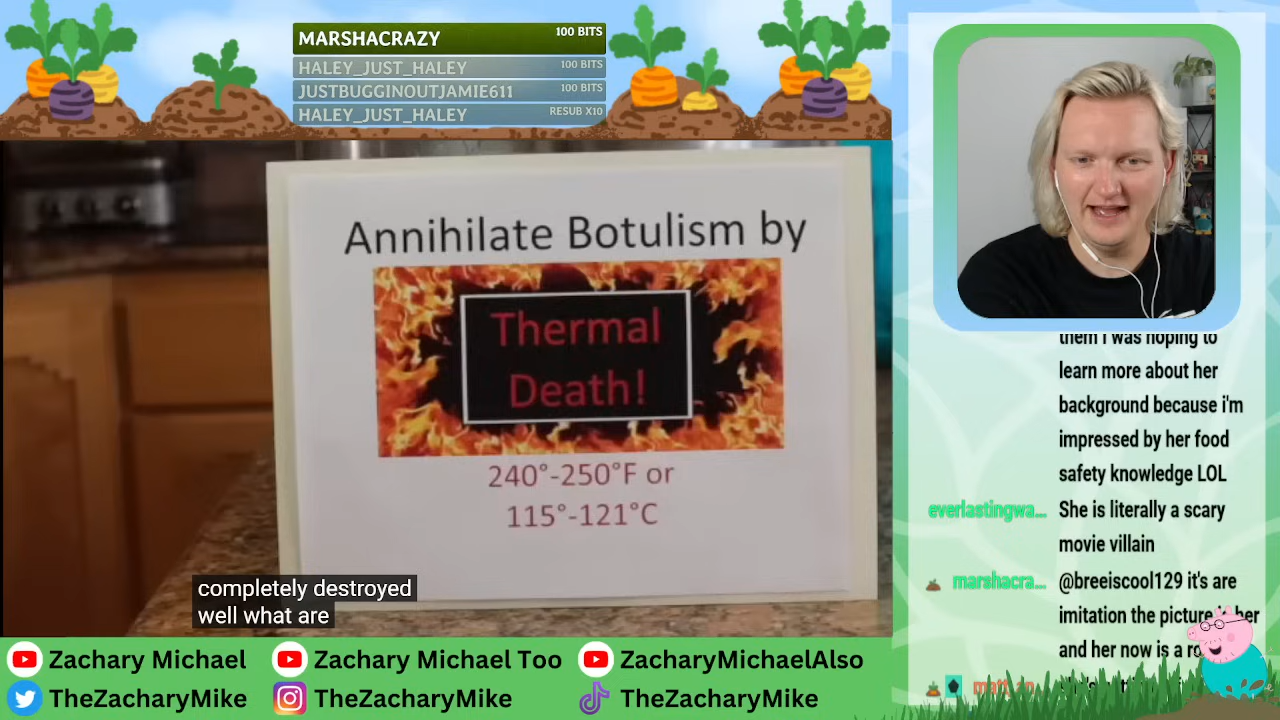 MARSHACRAZY 100 BITS
HALEY_JUST_HALEY 100 BITS
JUSTBUGGINOUTJAMIE611 100 BITS
HALEY_JUST_HALEY RESUB X10
Annihilate Botulism by
Thermal
Death!
240°-250°F or
115°-121°C
completely destroyed
well what are
them I was hoping to
learn more about her
background because i'm
impressed by her food
safety knowledge LOL
everlastingwa... She is literally a scary
movie villain
marshacra... @breeiscool129 it's are
imitation the picture her
and her now is a
Zachary Michael
Zachary Michael Too
ZacharyMichaelAlso
TheZacharyMike
TheZacharyMike
TheZacharyMike